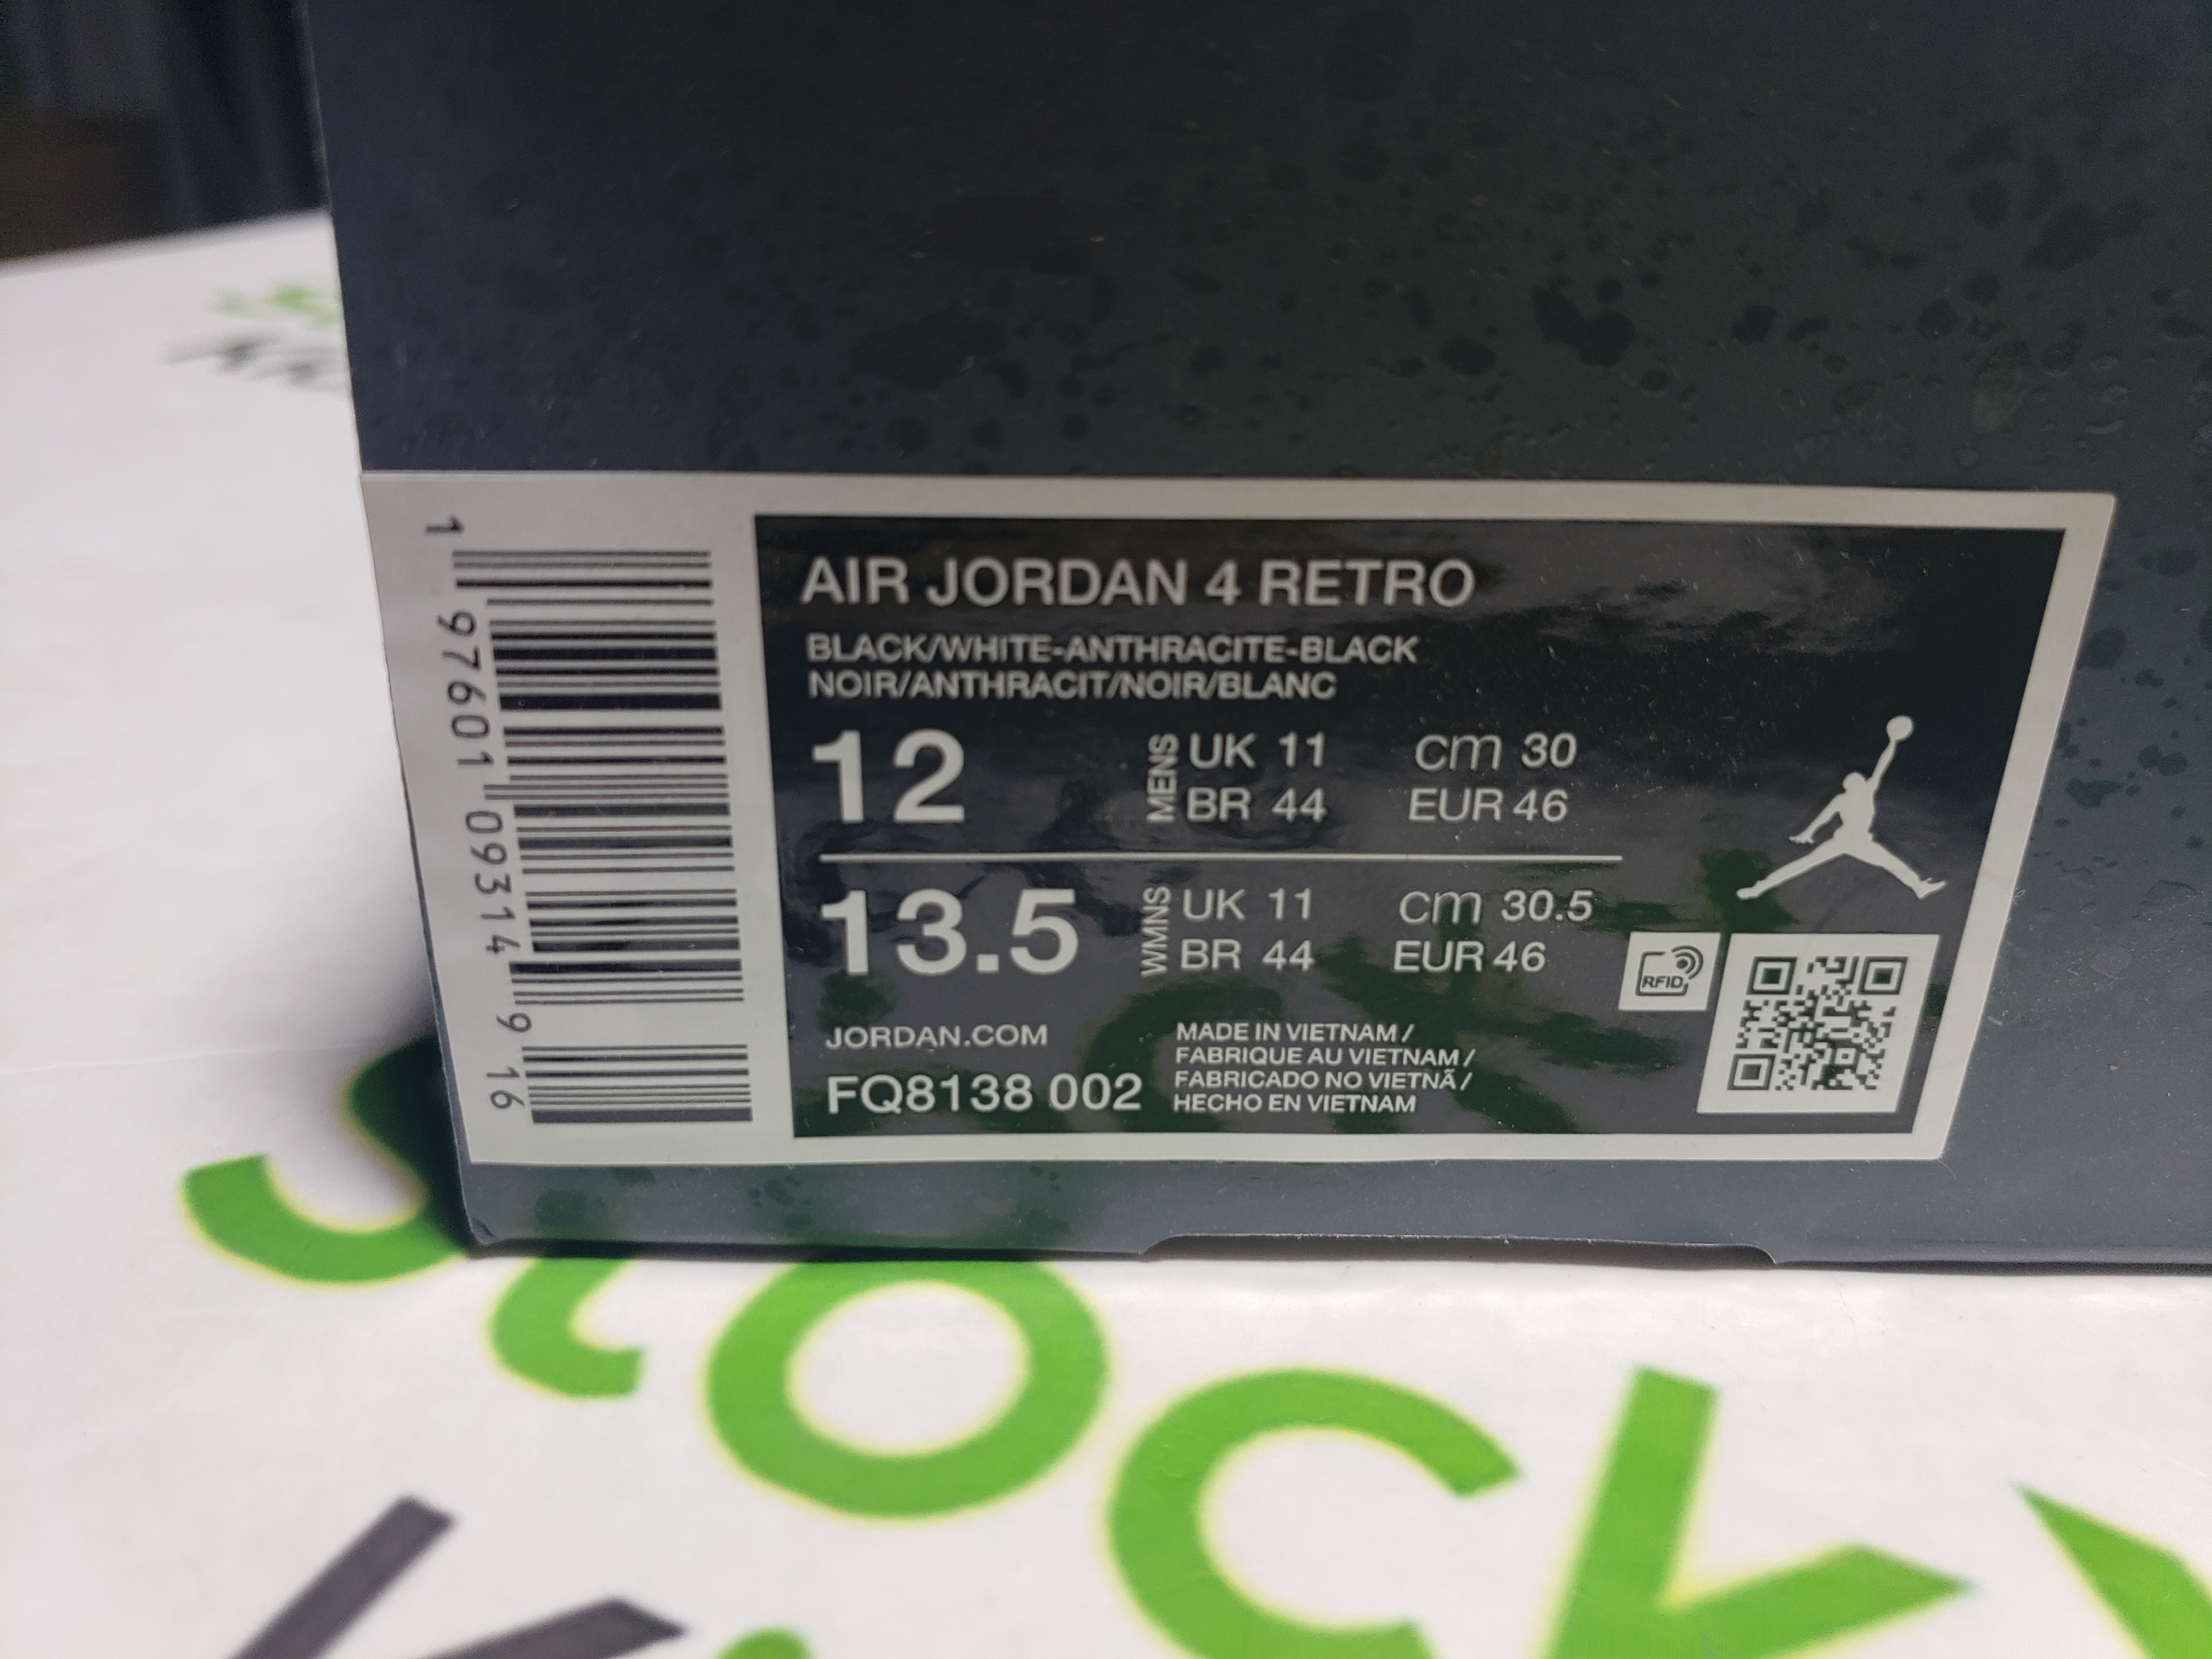 1 97601 09314 9 16
AIR JORDAN 4 RETRO
BLACK/WHITE-ANTHRACITE-BLACK
NOIR/ANTHRACIT/NOIR/BLANC
12 MENS UK 11 cm 30
BR 44 EUR 46
13.5 WMNS UK 11 cm 30.5
BR 44 EUR 46
RFID
JORDAN.COM
FQ8138 002
MADE IN VIETNAM /
FABRIQUE AU VIETNAM /
FABRICADO NO VIETNÃ /
HECHO EN VIETNAM